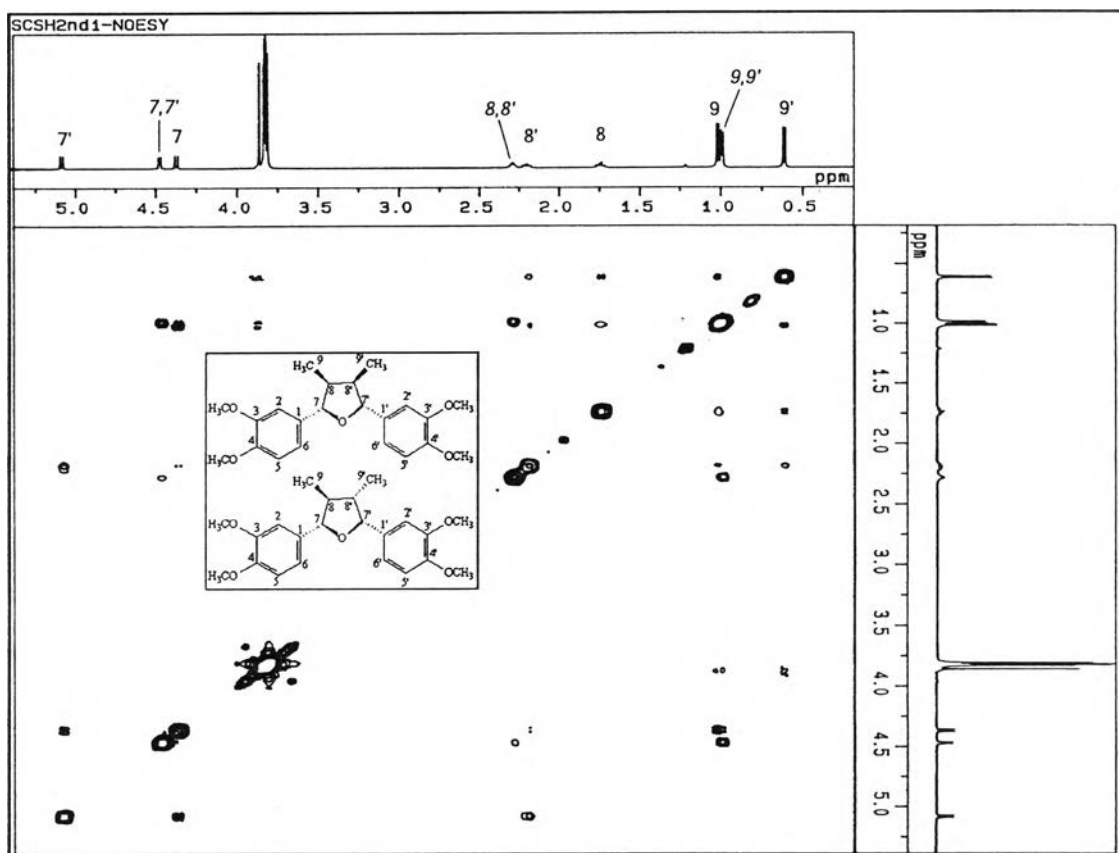 SCSH2nd1-NOESY
7' 7,7' 7 8,8' 8' 8 9 9,9' 9'
ppm
5.0 4.5 4.0 3.5 3.0 2.5 2.0 1.5 1.0 0.5
ppm
1.0
1.5
2.0
2.5
3.0
3.5
4.0
4.5
5.0
9 9'
CH₃ CH₃
8 8'
H₃CO 3 2 1 7 O 7' 1' 2' 3' OCH₃
H₃CO 4 5 6 6' 5' 4' OCH₃
9 9'
CH₃ CH₃
8 8'
H₃CO 3 2 1 7 O 7' 1' 2' 3' OCH₃
H₃CO 4 5 6 6' 5' 4' OCH₃